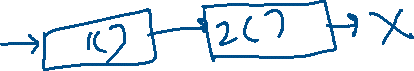 1( ) 2( ) X